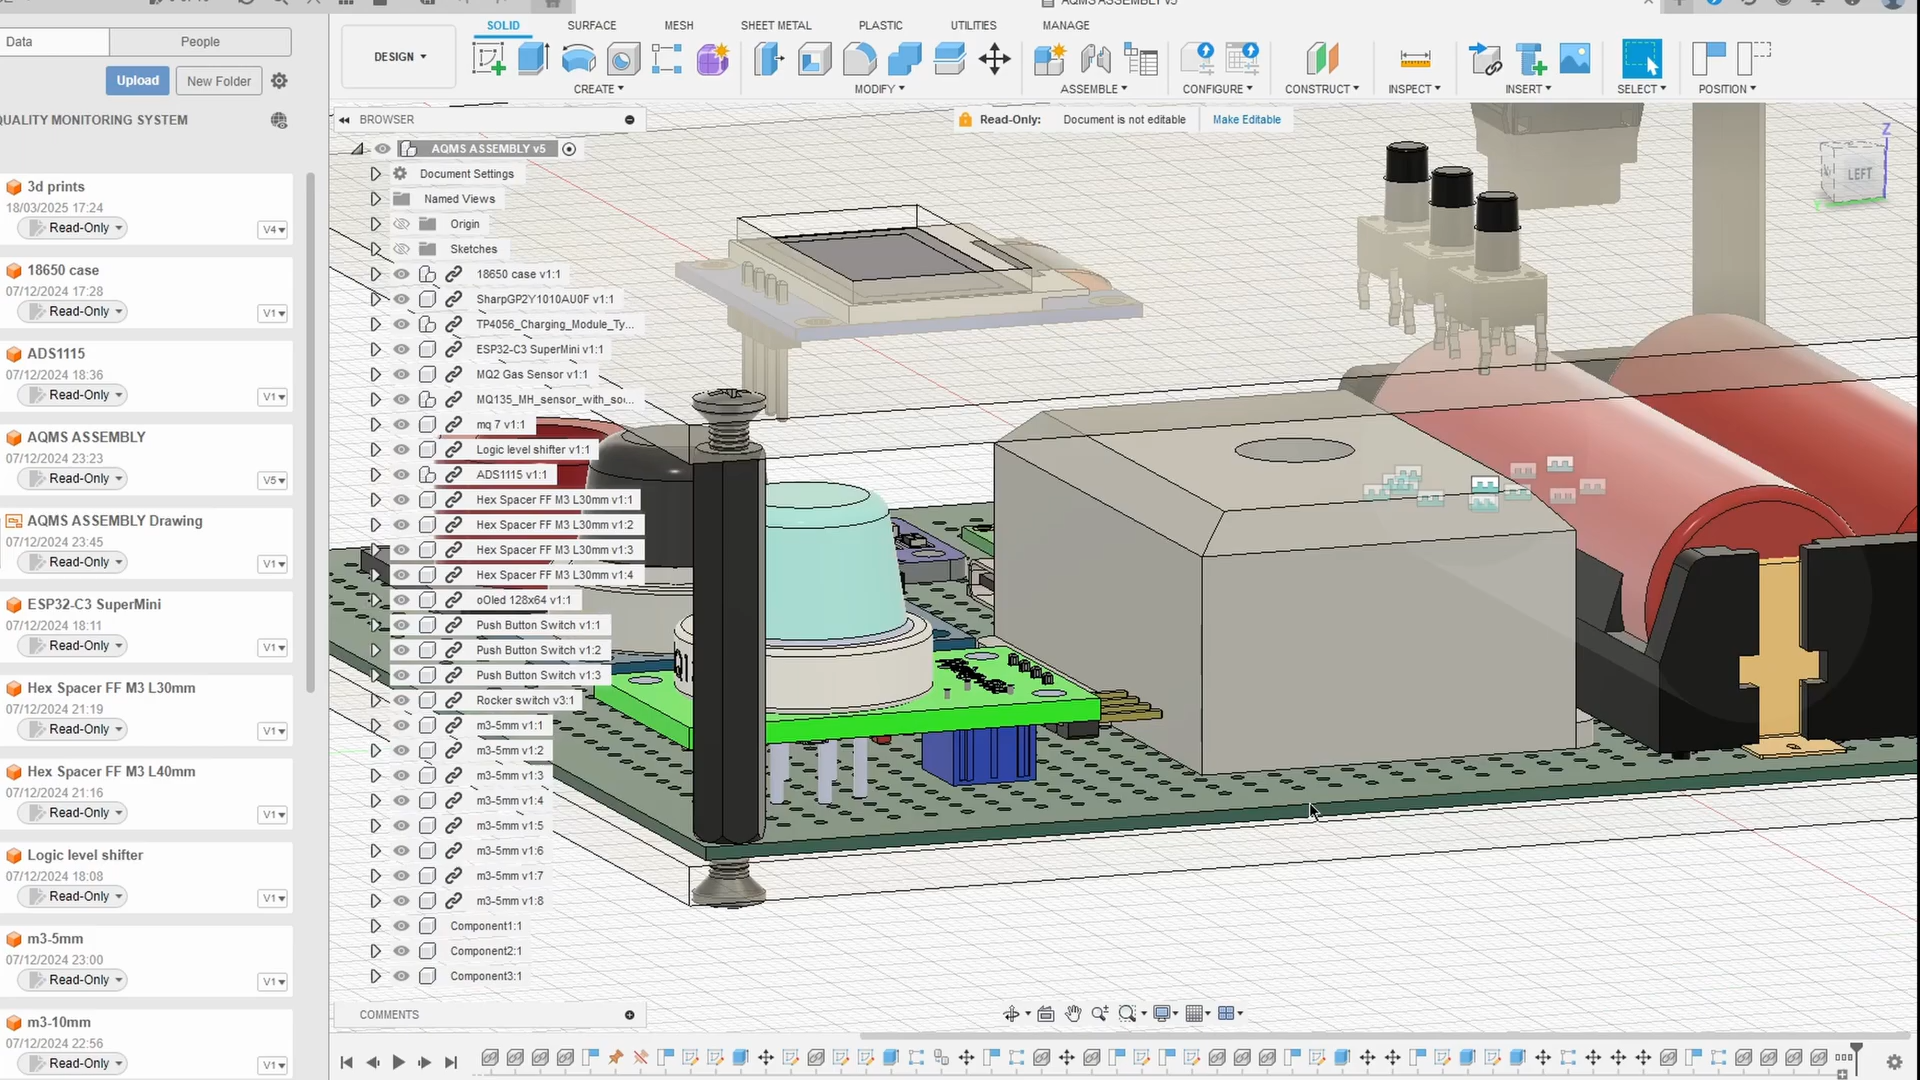 AQMS ASSEMBLY v5
Data
People
SOLID
SURFACE
MESH
SHEET METAL
PLASTIC
UTILITIES
MANAGE
DESIGN
Upload
New Folder
CREATE
MODIFY
ASSEMBLE
CONFIGURE
CONSTRUCT
INSPECT
INSERT
SELECT
POSITION
QUALITY MONITORING SYSTEM
BROWSER
Read-Only: Document is not editable Make Editable
AQMS ASSEMBLY v5
Document Settings
Named Views
Origin
Sketches
18650 case v1:1
SharpGP2Y1010AU0F v1:1
TP4056_Charging_Module_Ty...
ESP32-C3 SuperMini v1:1
MQ2 Gas Sensor v1:1
MQ135_MH_sensor_with_so...
mq 7 v1:1
Logic level shifter v1:1
ADS1115 v1:1
Hex Spacer FF M3 L30mm v1:1
Hex Spacer FF M3 L30mm v1:2
Hex Spacer FF M3 L30mm v1:3
Hex Spacer FF M3 L30mm v1:4
oOled 128x64 v1:1
Push Button Switch v1:1
Push Button Switch v1:2
Push Button Switch v1:3
Rocker switch v3:1
m3-5mm v1:1
m3-5mm v1:2
m3-5mm v1:3
m3-5mm v1:4
m3-5mm v1:5
m3-5mm v1:6
m3-5mm v1:7
m3-5mm v1:8
Component1:1
Component2:1
Component3:1
COMMENTS
3d prints
18/03/2025 17:24
Read-Only
V4
18650 case
07/12/2024 17:28
Read-Only
V1
ADS1115
07/12/2024 18:36
Read-Only
V1
AQMS ASSEMBLY
07/12/2024 23:23
Read-Only
V5
AQMS ASSEMBLY Drawing
07/12/2024 23:45
Read-Only
V1
ESP32-C3 SuperMini
07/12/2024 18:11
Read-Only
V1
Hex Spacer FF M3 L30mm
07/12/2024 21:19
Read-Only
V1
Hex Spacer FF M3 L40mm
07/12/2024 21:16
Read-Only
V1
Logic level shifter
07/12/2024 18:08
Read-Only
V1
m3-5mm
07/12/2024 23:00
Read-Only
V1
m3-10mm
07/12/2024 22:56
Read-Only
V1
Z
LEFT